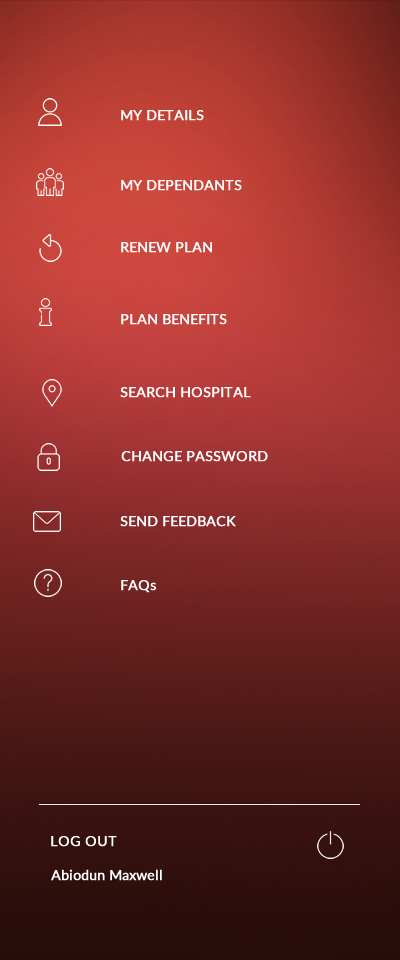 MY DETAILS
MY DEPENDANTS
RENEW PLAN
PLAN BENEFITS
SEARCH HOSPITAL
CHANGE PASSWORD
SEND FEEDBACK
FAQs
LOG OUT
Abiodun Maxwell